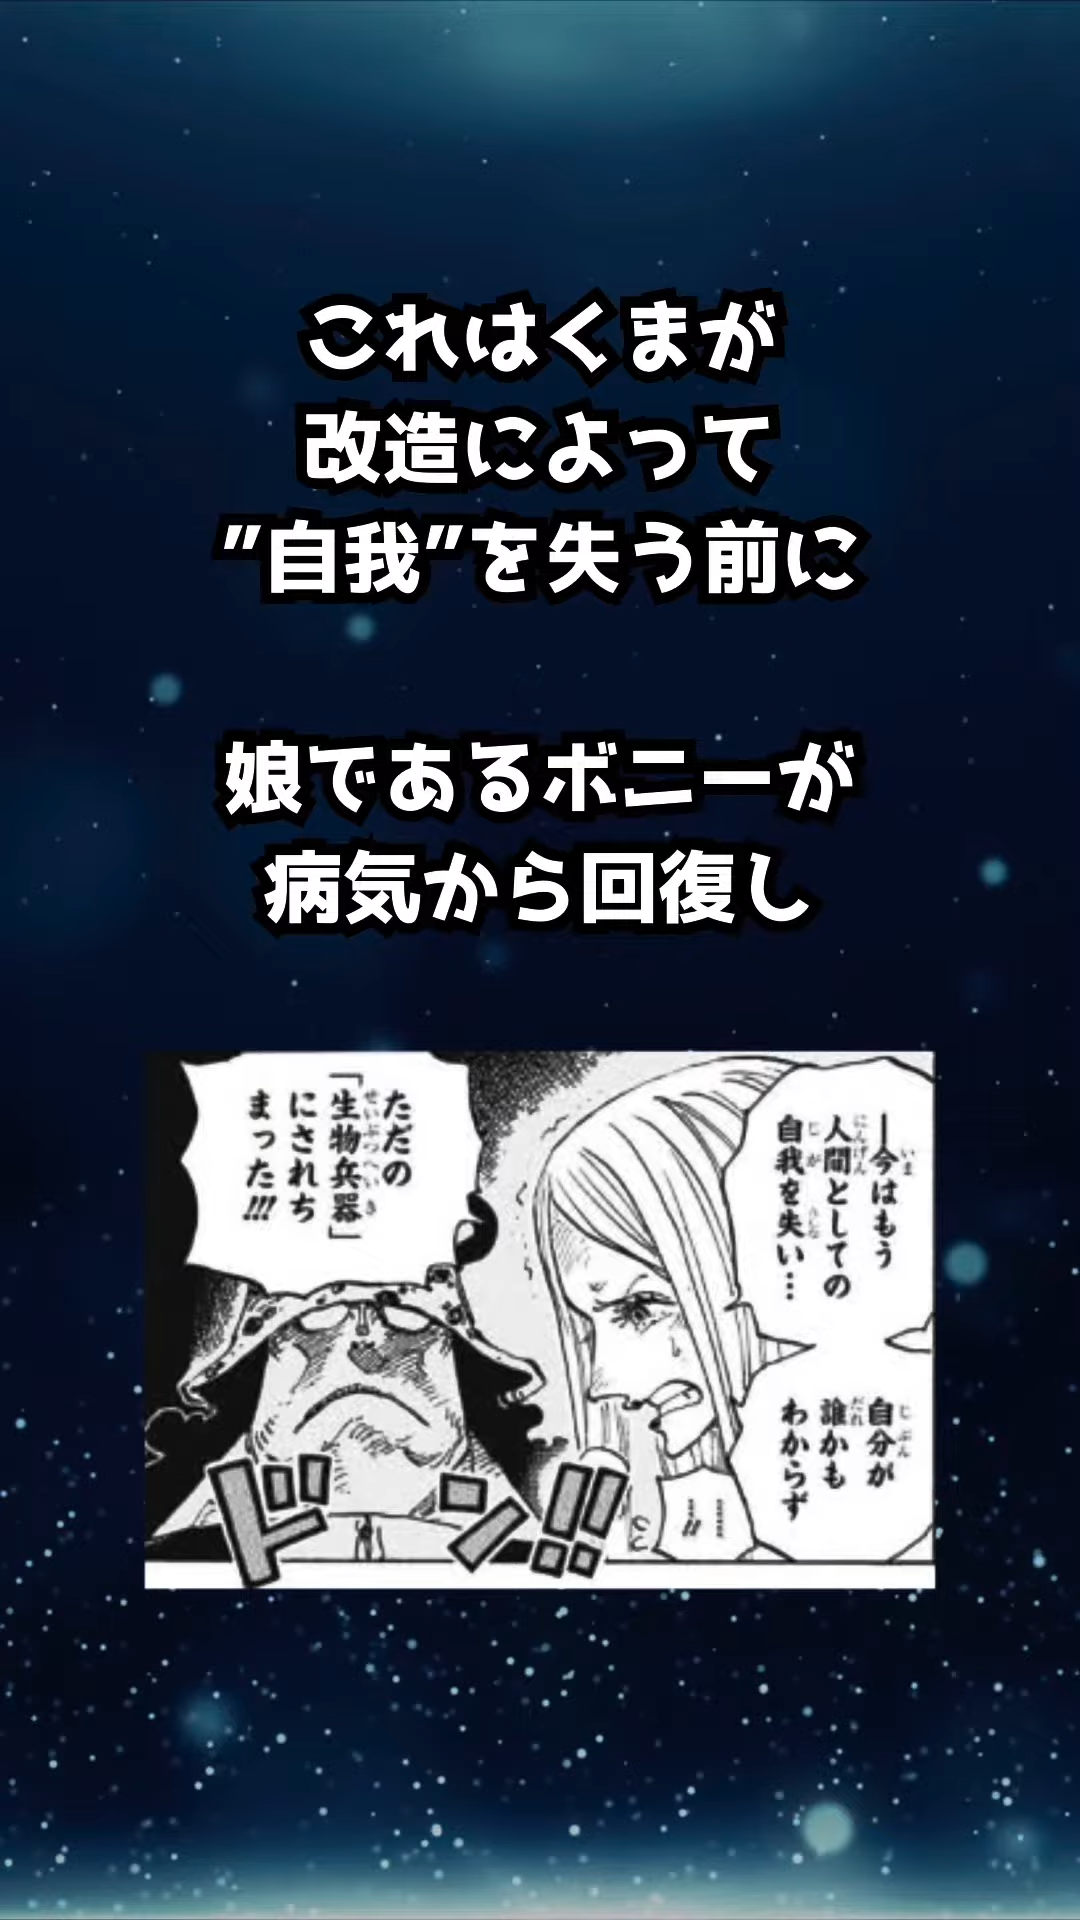 これはくまが
改造によって
”自我”を失う前に
娘であるボニーが
病気から回復し
―今はもう
人間としての
自我を失い…
自分が
誰かも
わからず
……!!
ただの
「生物兵器」
にされち
まった!!!
ドン!!